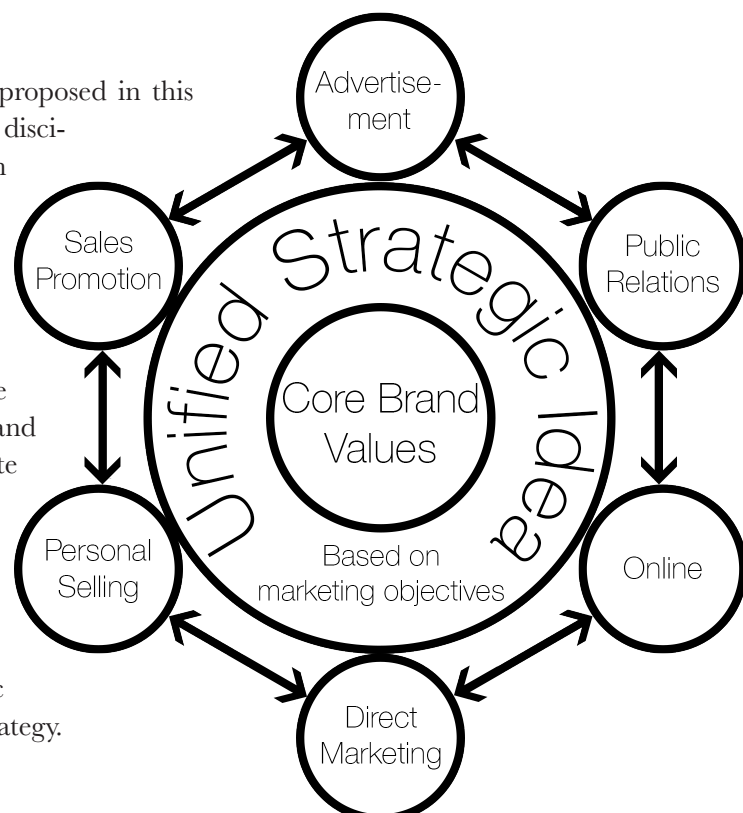 proposed in this
disci-
Advertise-
ment
Sales
Promotion
Public
Relations
Unified Strategic Idea
Core Brand
Values
and
Based on
marketing objectives
Personal
Selling
Online
Direct
Marketing